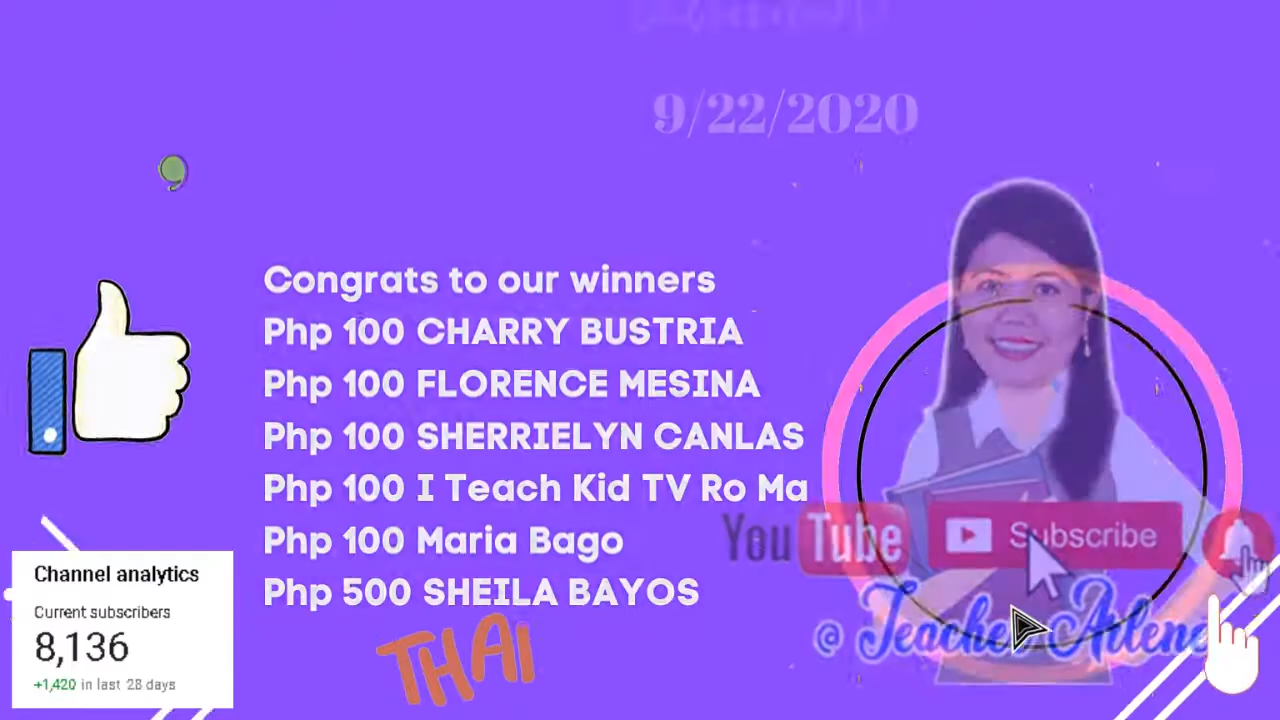 9/22/2020
Congrats to our winners
Php 100 CHARRY BUSTRIA
Php 100 FLORENCE MESINA
Php 100 SHERRIELYN CANLAS
Php 100 I Teach Kid TV Ro Ma
Php 100 Maria Bago
Php 500 SHEILA BAYOS
THAI
YouTube
Subscribe
@ Teacher Ailene
Channel analytics
Current subscribers
8,136
+1,420 in last 28 days